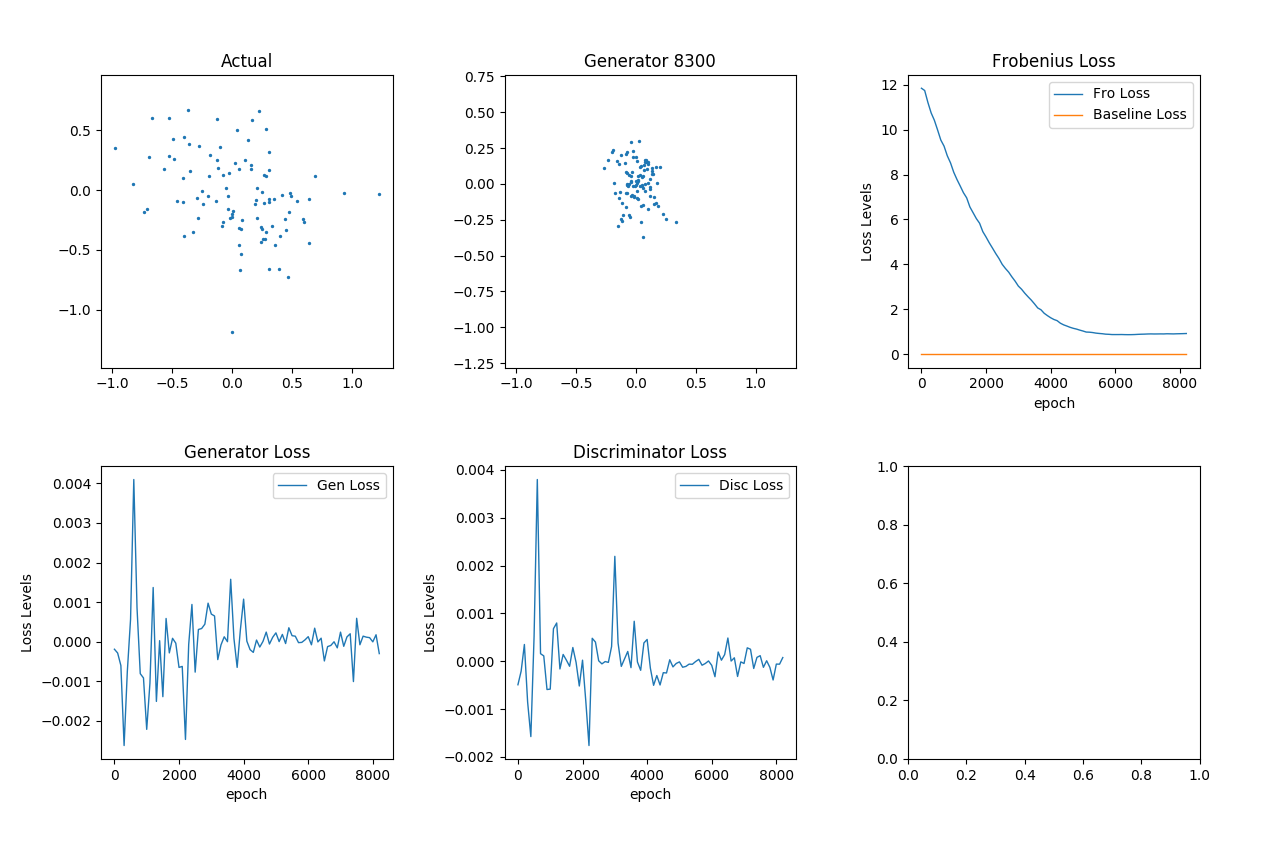 Actual
0.5
0.0
−0.5
−1.0
−1.0 −0.5 0.0 0.5 1.0
Generator 8300
0.75
0.50
0.25
0.00
−0.25
−0.50
−0.75
−1.00
−1.25
−1.0 −0.5 0.0 0.5 1.0
Frobenius Loss
Fro Loss
Baseline Loss
Loss Levels
12
10
8
6
4
2
0
0 2000 4000 6000 8000
epoch
Generator Loss
Gen Loss
Loss Levels
0.004
0.003
0.002
0.001
0.000
−0.001
−0.002
0 2000 4000 6000 8000
epoch
Discriminator Loss
Disc Loss
Loss Levels
0.004
0.003
0.002
0.001
0.000
−0.001
−0.002
0 2000 4000 6000 8000
epoch
1.0
0.8
0.6
0.4
0.2
0.0
0.0 0.2 0.4 0.6 0.8 1.0